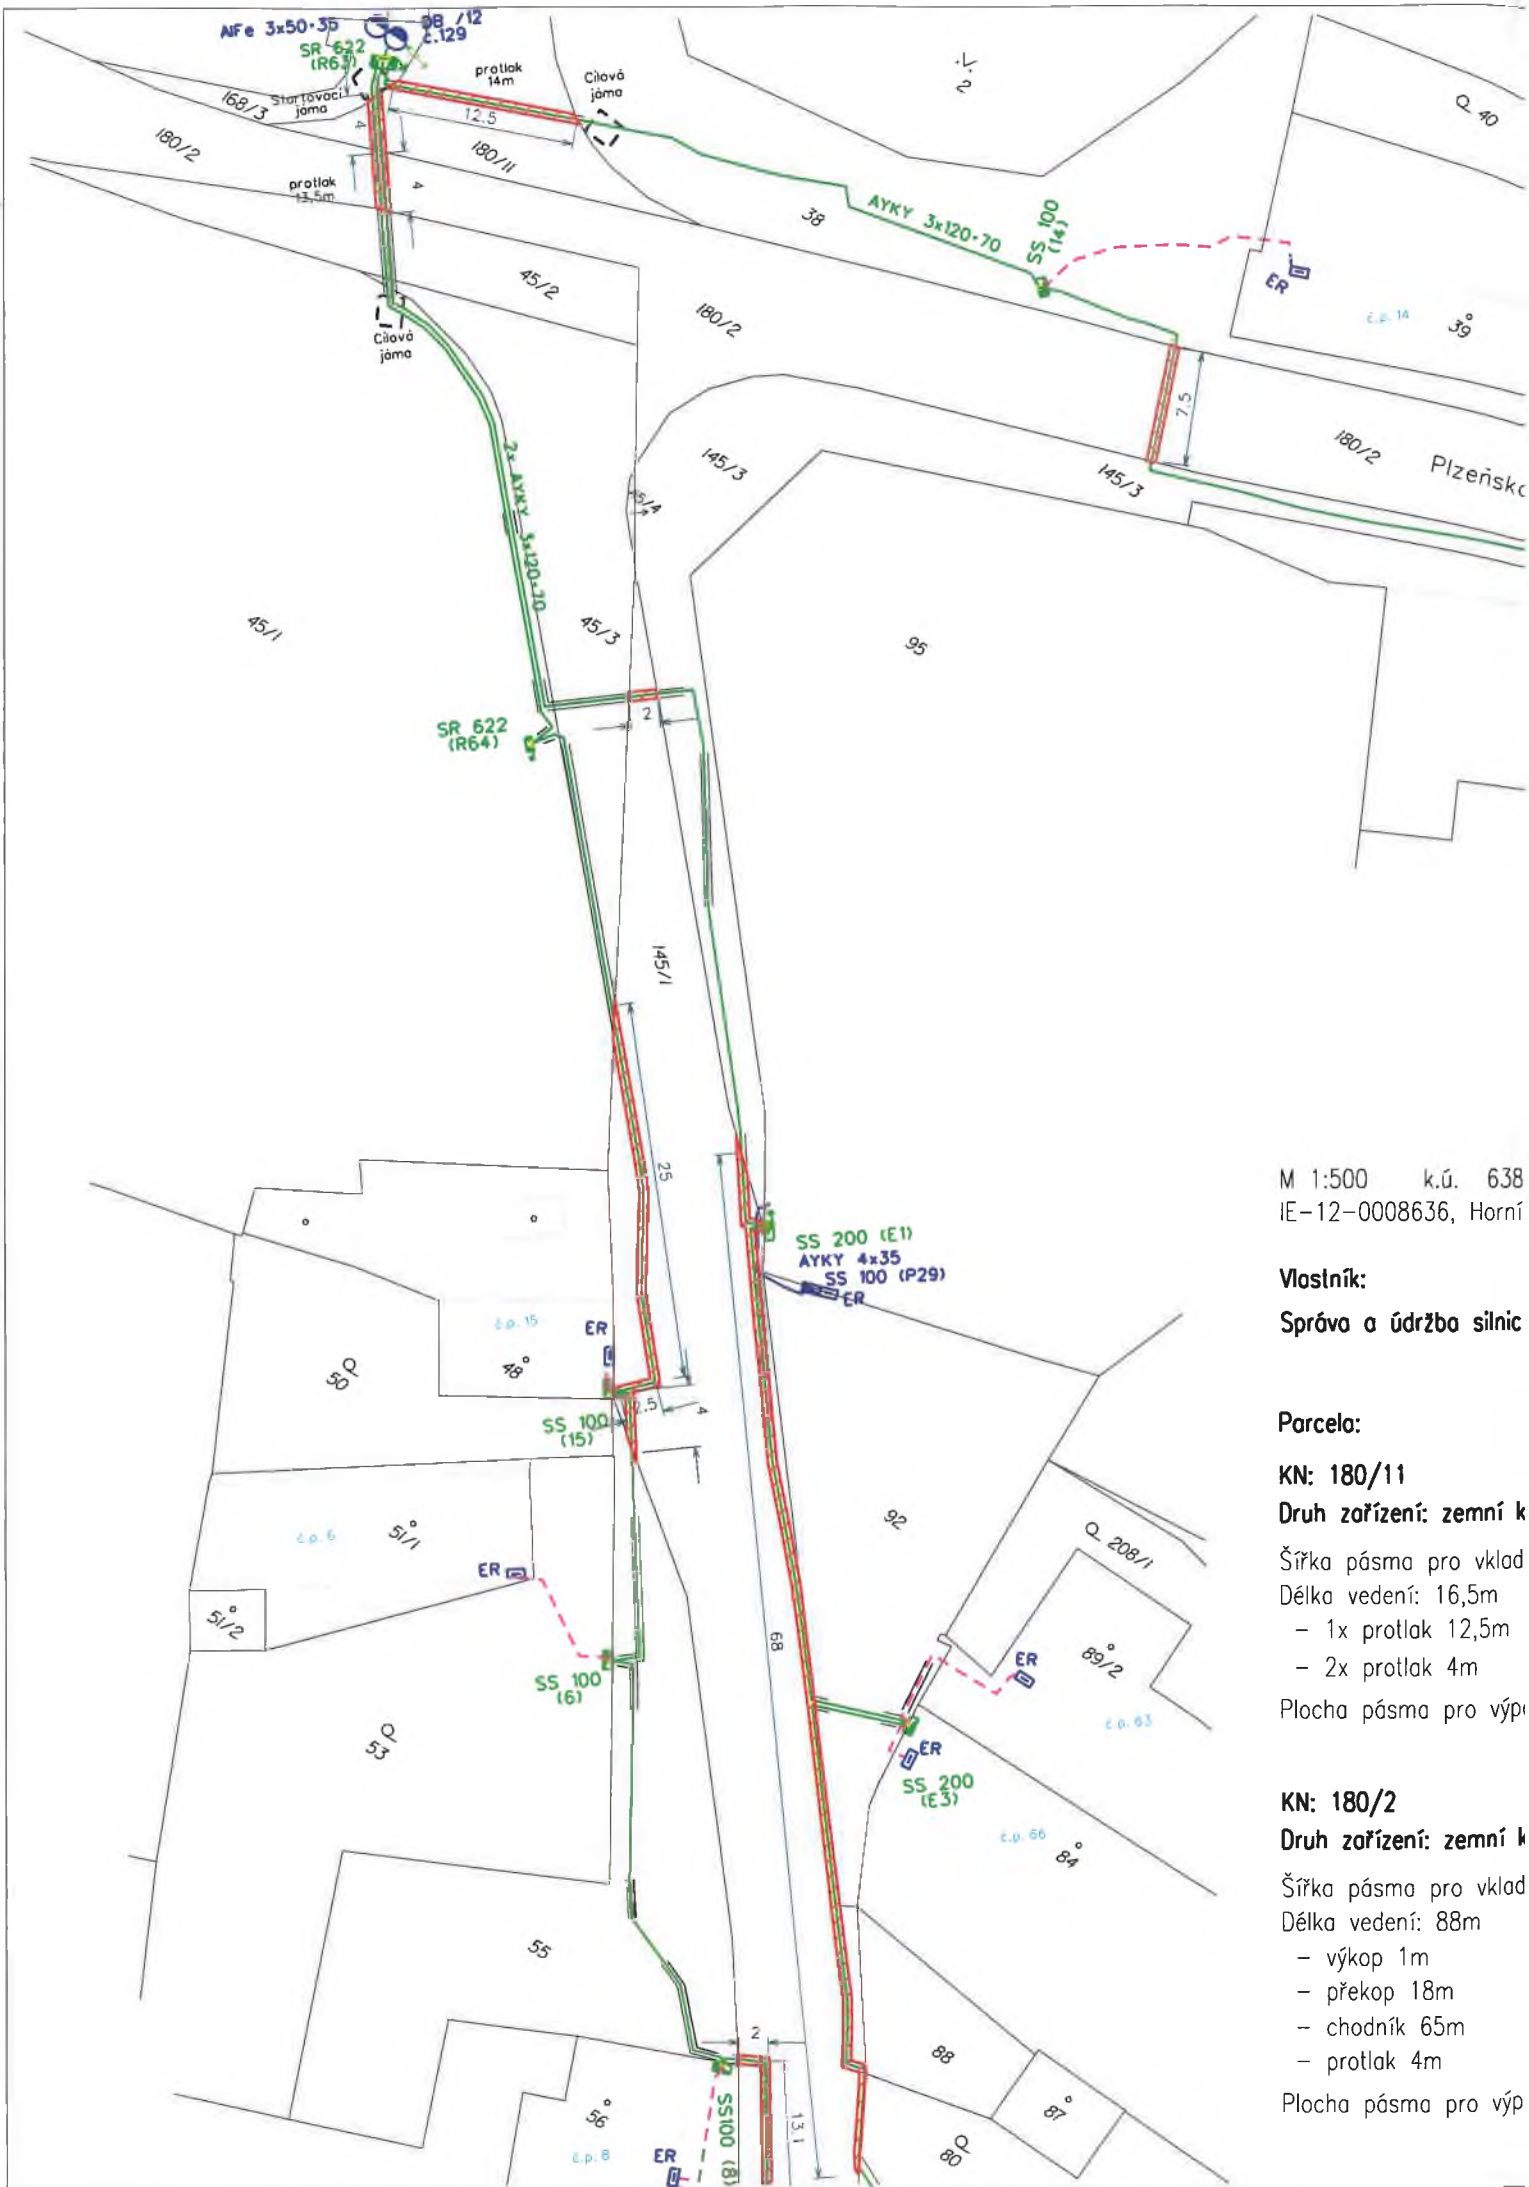 AlFe 3x50+35
DB /12
č.129
SR 622
(R63)
protlak
14m
Cílová
jáma
Startovací
jáma
168/3
4
12.5
180/2
180/11
protlak
13,5m
4
2
40
38
AYKY 3x120+70
SS 100
(14)
ER
č.p. 14
39
45/2
180/2
Cílová
jáma
7.5
180/2
Plzeňsk
145/3
145/3
2x AYKY 3x120+70
45/1
45/3
95
2
SR 622
(R64)
145/1
25
SS 200 (E1)
AYKY 4x35
SS 100 (P29)
ER
M 1:500 k.ú. 638
IE-12-0008636, Horní
Vlastník:
Správa a údržba silnic
č.p. 15
ER
48
50
2.5
4
SS 100
(15)
Parcela:
KN: 180/11
Druh zařízení: zemní k
Šířka pásma pro vklad
Délka vedení: 16,5m
- 1x protlak 12,5m
- 2x protlak 4m
Plocha pásma pro výp
92
208/1
č.p. 6
51/1
ER
51/2
68
ER
89/2
SS 100
(6)
č.p. 63
53
ER
SS 200
(E3)
KN: 180/2
Druh zařízení: zemní k
Šířka pásma pro vklad
Délka vedení: 88m
- výkop 1m
- překop 18m
- chodník 65m
- protlak 4m
Plocha pásma pro výp
č.p. 66
84
55
2
88
87
80
56
SS100 (8)
13.1
č.p. 8
ER